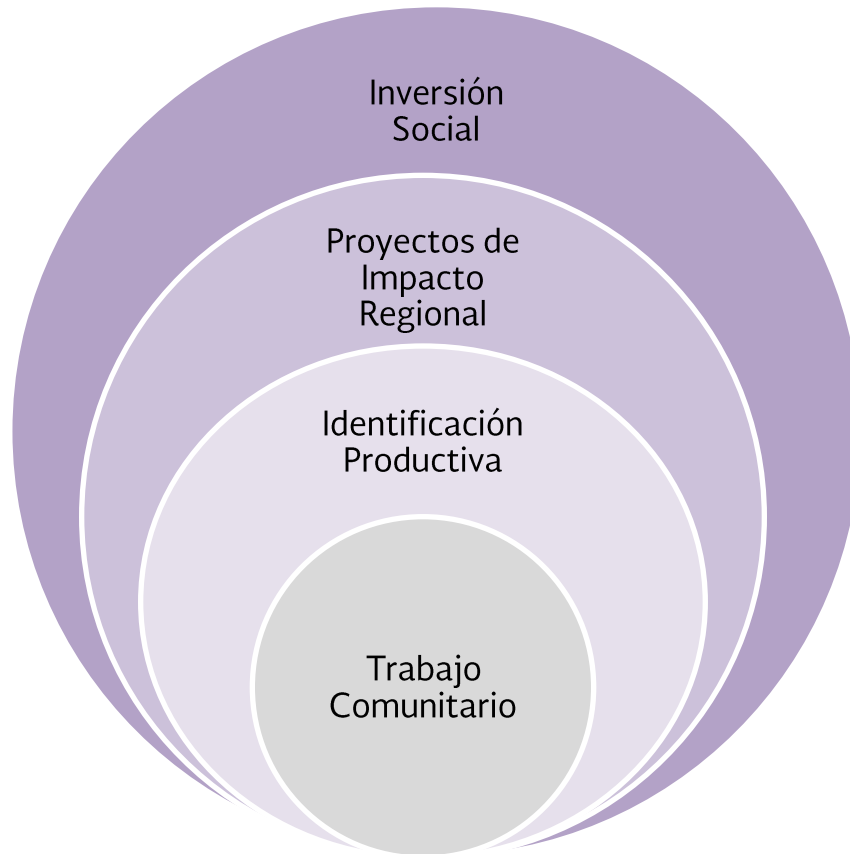 Inversión
Social
Proyectos de
Impacto
Regional
Identificación
Productiva
Trabajo
Comunitario